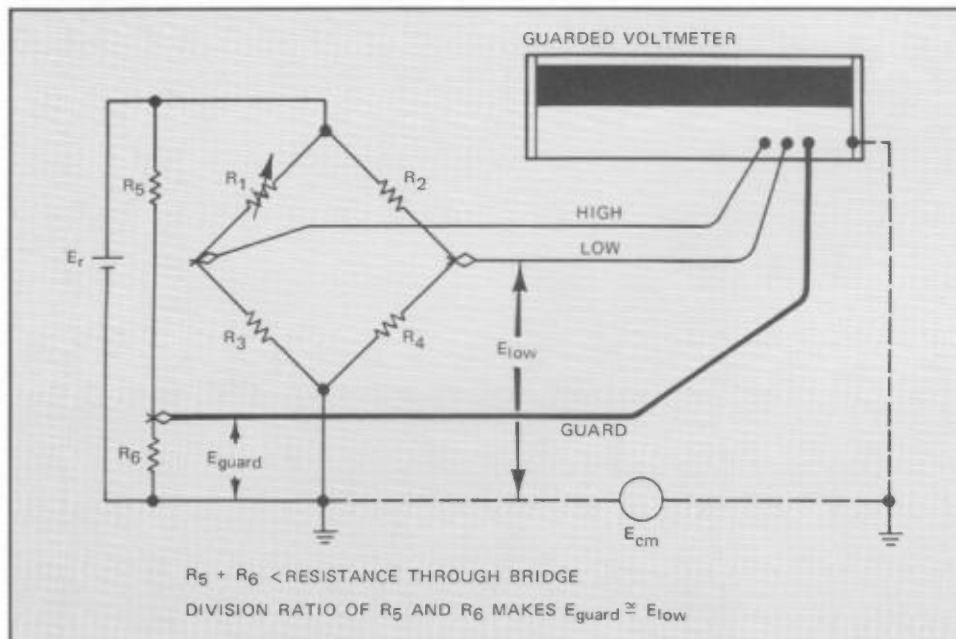 GUARDED VOLTMETER
R5
R1
R2
HIGH
Er
LOW
R3
R4
Elow
GUARD
R6
Eguard
Ecm
R5 + R6 < RESISTANCE THROUGH BRIDGE
DIVISION RATIO OF R5 AND R6 MAKES Eguard ≅ Elow